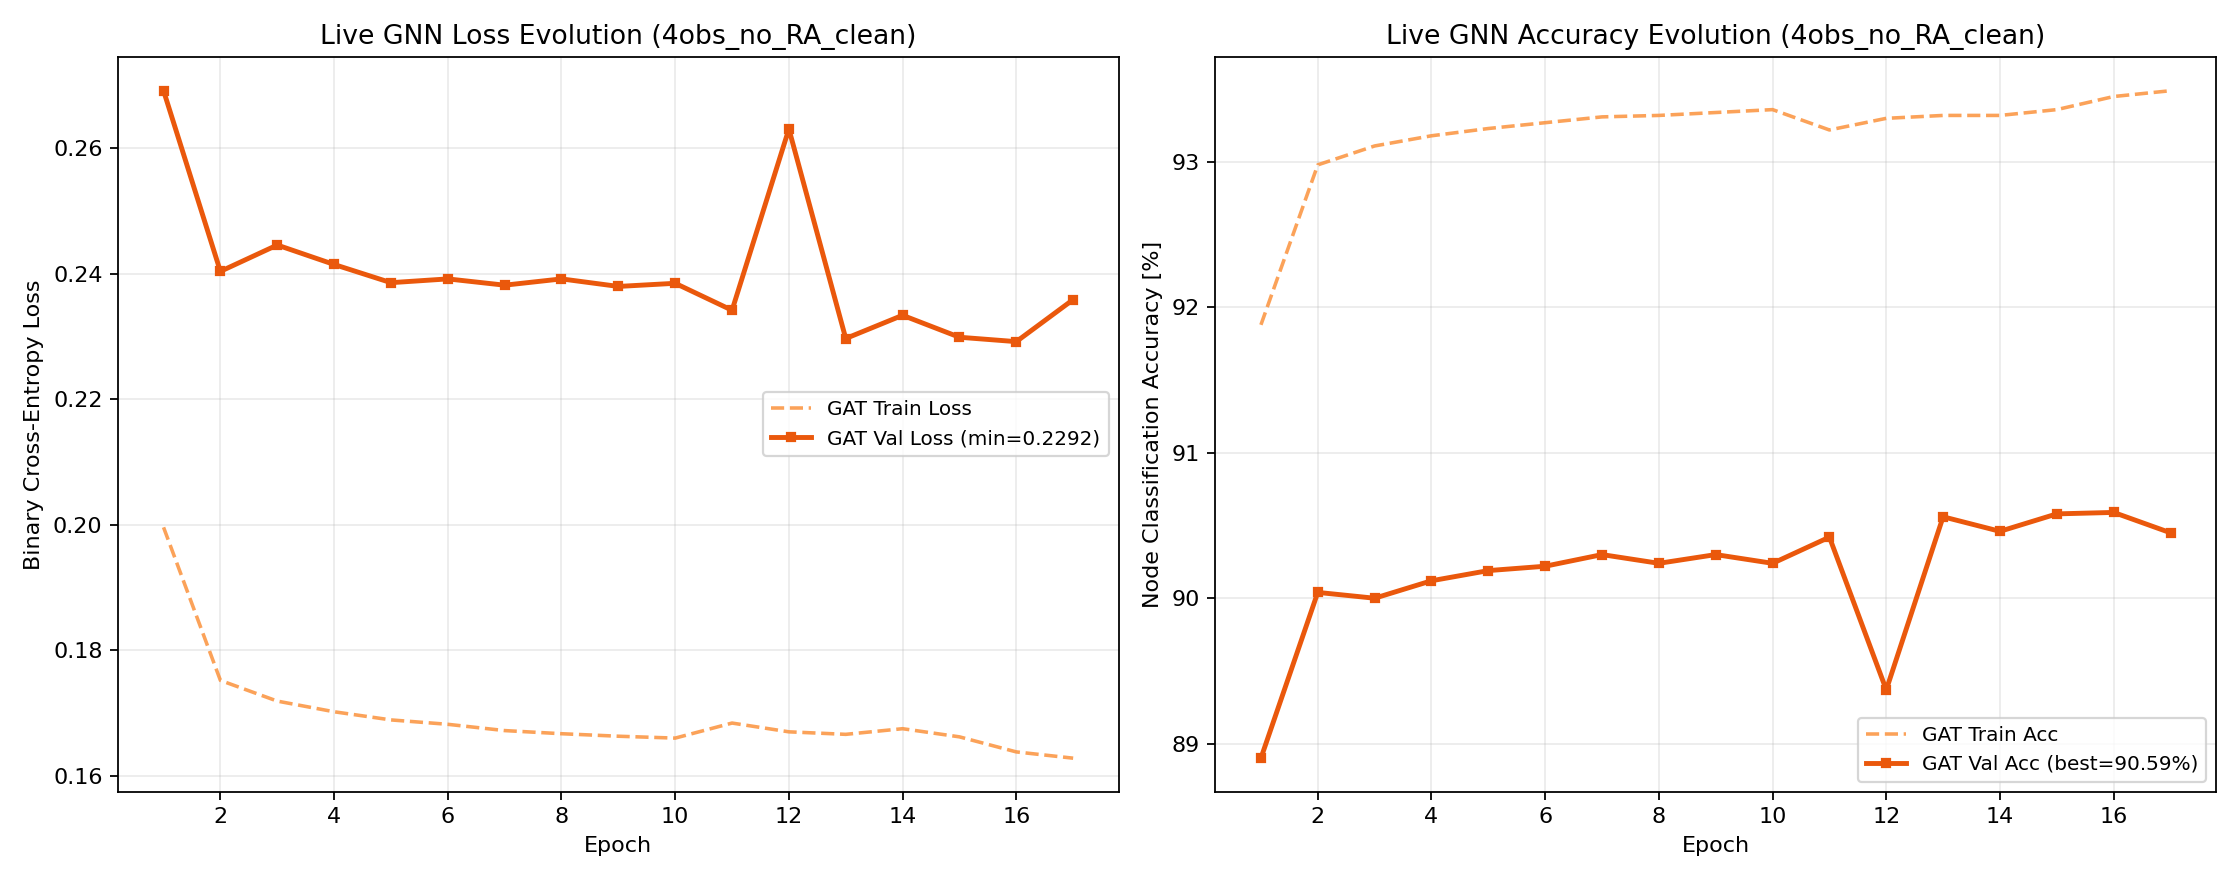 Live GNN Loss Evolution (4obs_no_RA_clean)
Binary Cross-Entropy Loss
0.26
0.24
0.22
0.20
0.18
0.16
GAT Train Loss
GAT Val Loss (min=0.2292)
2 4 6 8 10 12 14 16
Epoch
Live GNN Accuracy Evolution (4obs_no_RA_clean)
Node Classification Accuracy [%]
93
92
91
90
89
GAT Train Acc
GAT Val Acc (best=90.59%)
2 4 6 8 10 12 14 16
Epoch